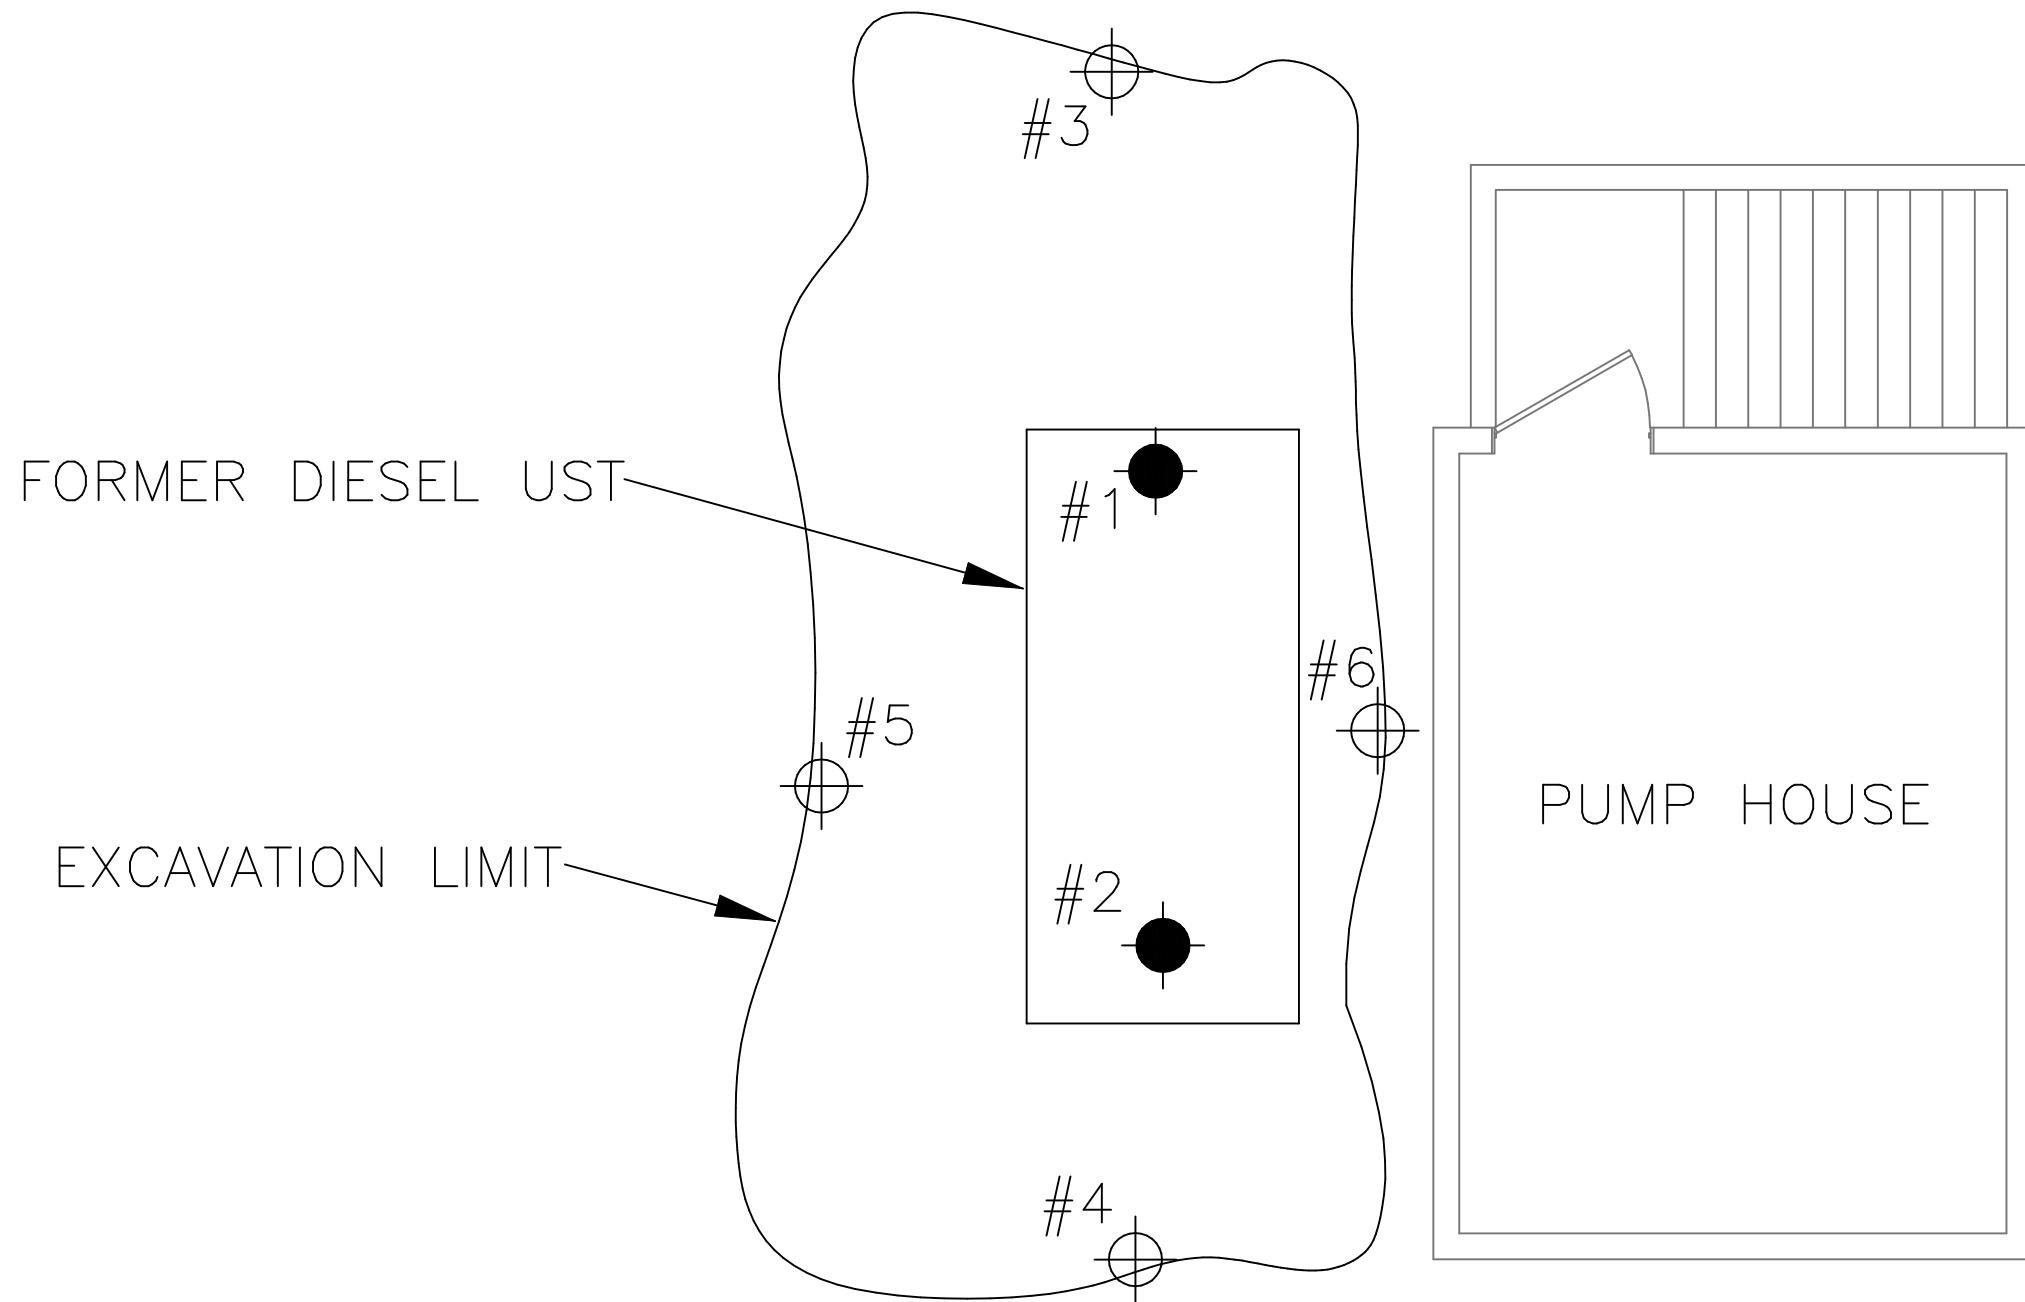 #3
FORMER DIESEL UST
#1
#6
#5
PUMP HOUSE
EXCAVATION LIMIT
#2
#4